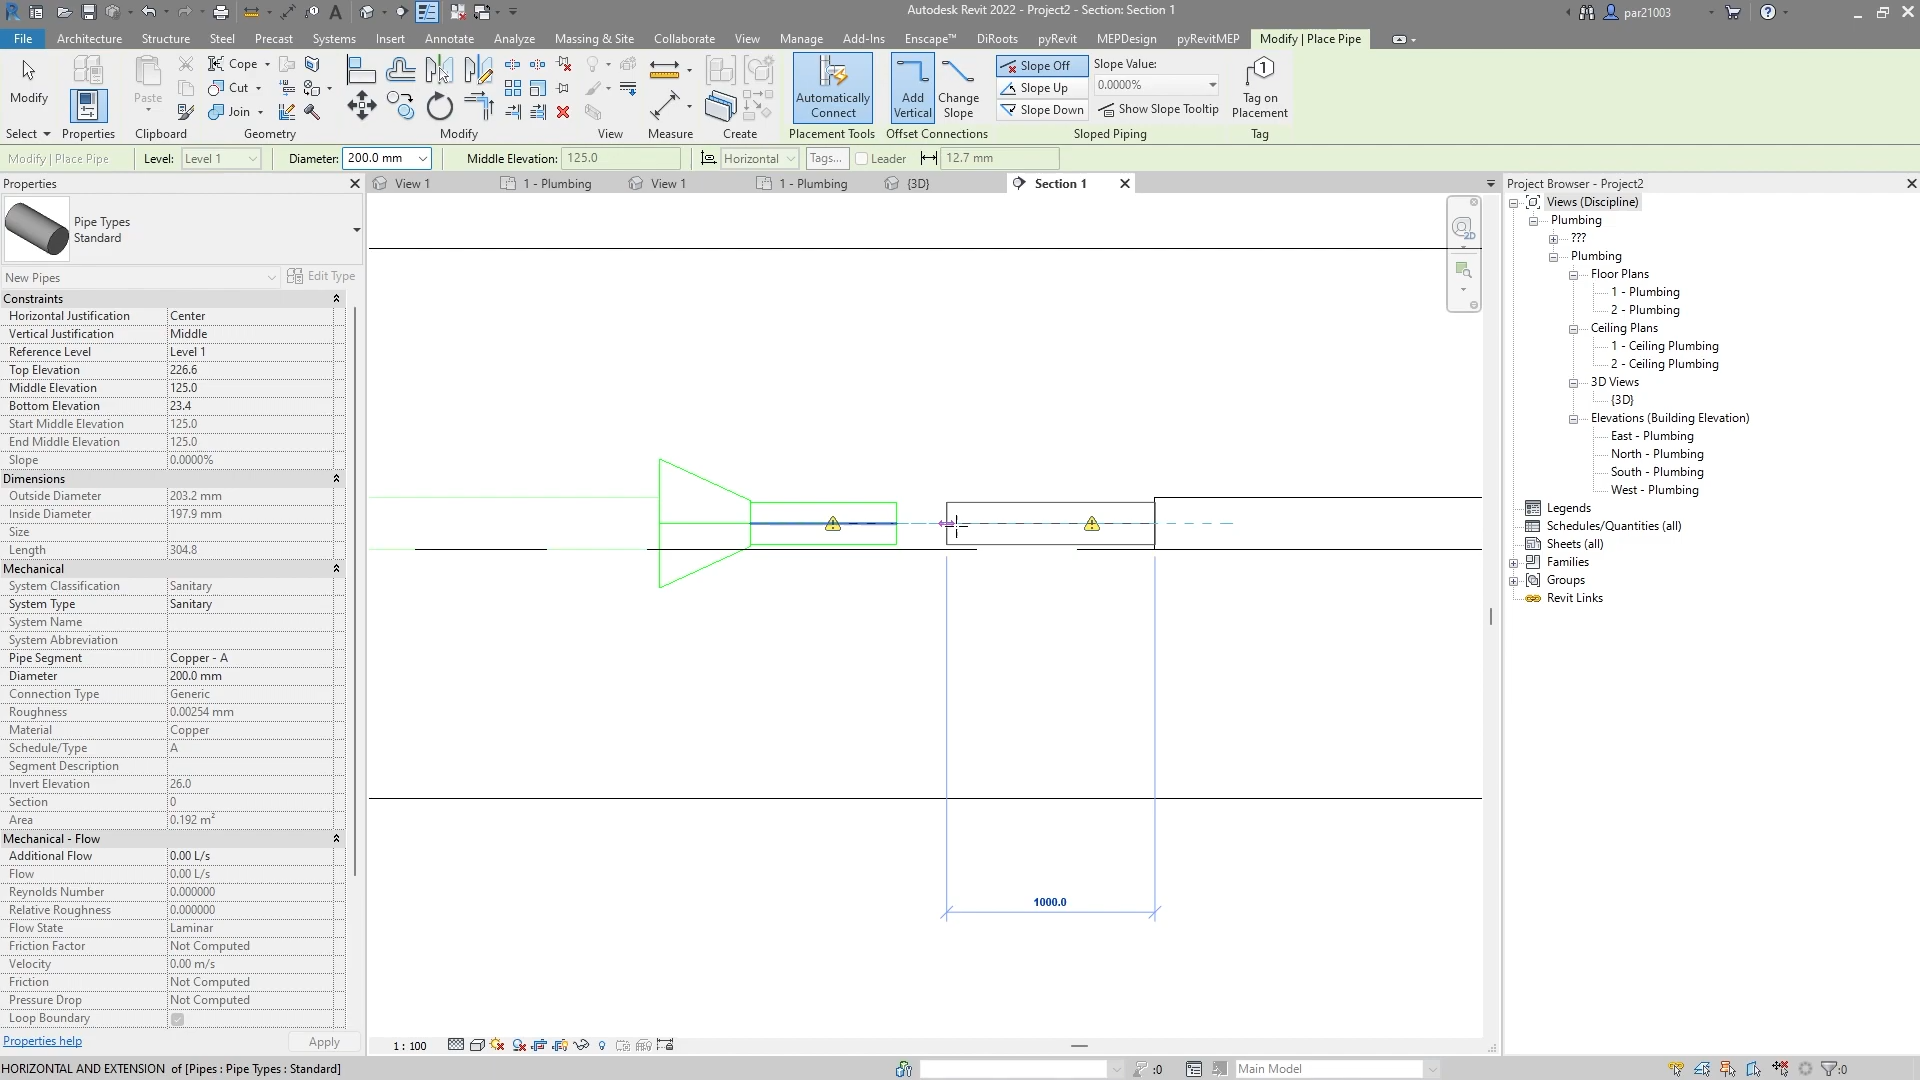 Autodesk Revit 2022 - Project2 - Section: Section 1
par21003
File Architecture Structure Steel Precast Systems Insert Annotate Analyze Massing & Site Collaborate View Manage Add-Ins Enscape™ DiRoots pyRevit MEPDesign pyRevitMEP Modify | Place Pipe
Modify Paste Cope Cut Join Automatically Connect Add Vertical Change Slope Slope Off Slope Value: Tag on Placement
Slope Up 0.0000%
Slope Down Show Slope Tooltip
Select Properties Clipboard Geometry Modify View Measure Create Placement Tools Offset Connections Sloped Piping Tag
Modify | Place Pipe Level: Level 1 Diameter: 200.0 mm Middle Elevation: 125.0 Horizontal Tags... Leader 12.7 mm
Properties
View 1 1 - Plumbing View 1 1 - Plumbing {3D} Section 1
Pipe Types
Standard
New Pipes Edit Type
Constraints
Horizontal Justification Center
Vertical Justification Middle
Reference Level Level 1
Top Elevation 226.6
Middle Elevation 125.0
Bottom Elevation 23.4
Start Middle Elevation 125.0
End Middle Elevation 125.0
Slope 0.0000%
Dimensions
Outside Diameter 203.2 mm
Inside Diameter 197.9 mm
Size
Length 304.8
Mechanical
System Classification Sanitary
System Type Sanitary
System Name
System Abbreviation
Pipe Segment Copper - A
Diameter 200.0 mm
Connection Type Generic
Roughness 0.00254 mm
Material Copper
Schedule/Type A
Segment Description
Invert Elevation 26.0
Section 0
Area 0.192 m²
Mechanical - Flow
Additional Flow 0.00 L/s
Flow 0.00 L/s
Reynolds Number 0.000000
Relative Roughness 0.000000
Flow State Laminar
Friction Factor Not Computed
Velocity 0.00 m/s
Friction Not Computed
Pressure Drop Not Computed
Loop Boundary
Properties help Apply
1000.0
2D
1 : 100
Project Browser - Project2
Views (Discipline)
Plumbing
???
Plumbing
Floor Plans
1 - Plumbing
2 - Plumbing
Ceiling Plans
1 - Ceiling Plumbing
2 - Ceiling Plumbing
3D Views
{3D}
Elevations (Building Elevation)
East - Plumbing
North - Plumbing
South - Plumbing
West - Plumbing
Legends
Schedules/Quantities (all)
Sheets (all)
Families
Groups
Revit Links
HORIZONTAL AND EXTENSION of [Pipes : Pipe Types : Standard] :0 Main Model :0